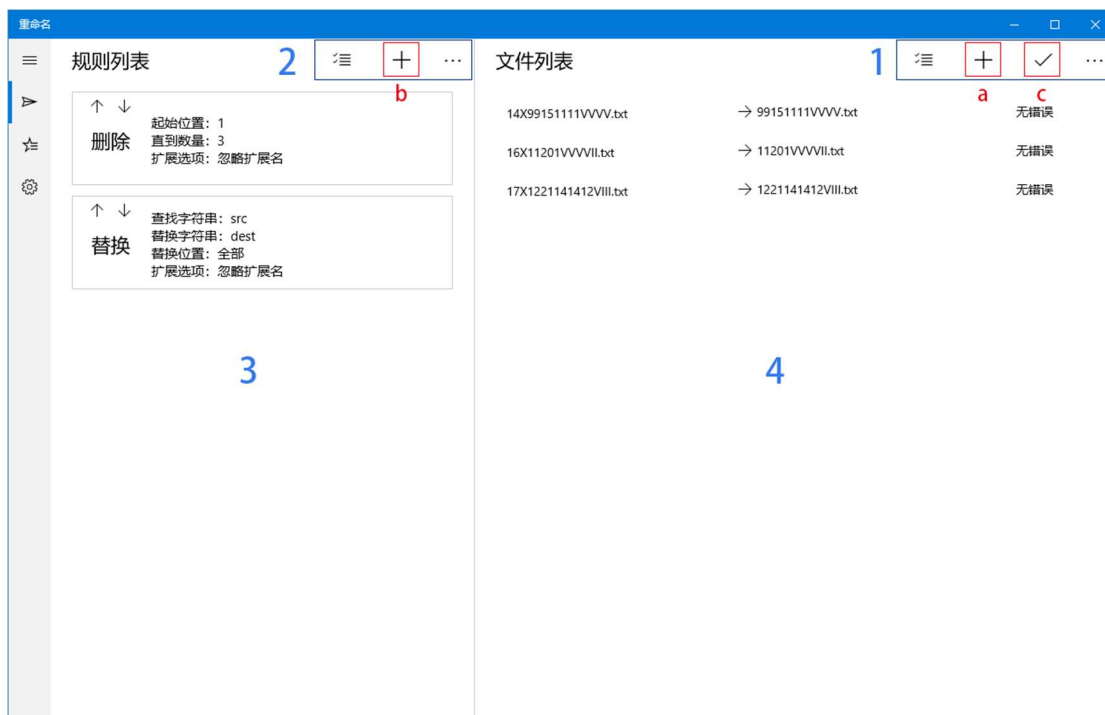 重命名
规则列表
2
b
文件列表
1
a
c
删除
起始位置：1
直到数量：3
扩展选项：忽略扩展名
替换
查找字符串：src
替换字符串：dest
替换位置：全部
扩展选项：忽略扩展名
3
14X99151111VVVV.txt → 99151111VVVV.txt 无错误
16X11201VVVVII.txt → 11201VVVVII.txt 无错误
17X1221141412VIII.txt → 1221141412VIII.txt 无错误
4